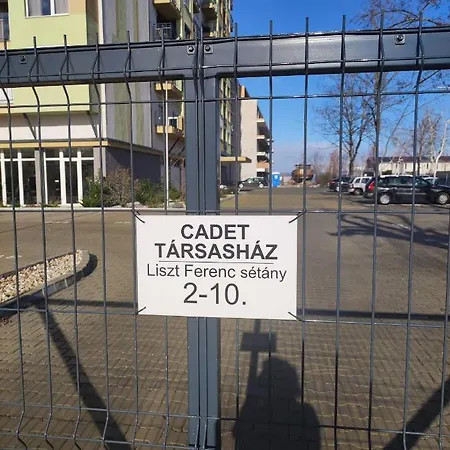 CADET
TÁRSASHÁZ
Liszt Ferenc sétány
2-10.